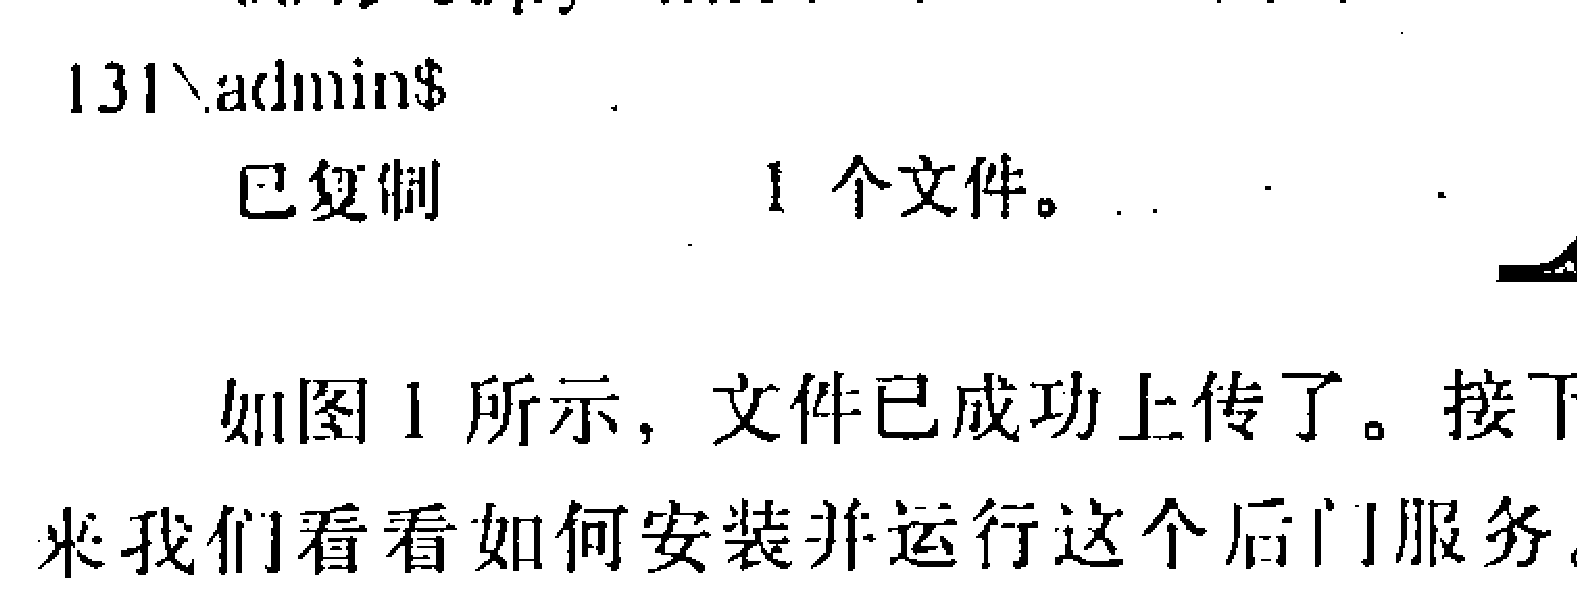 131\admin$
已复制 1 个文件。
如图 1 所示，文件已成功上传了。接下
来我们看看如何安装并运行这个后门服务。